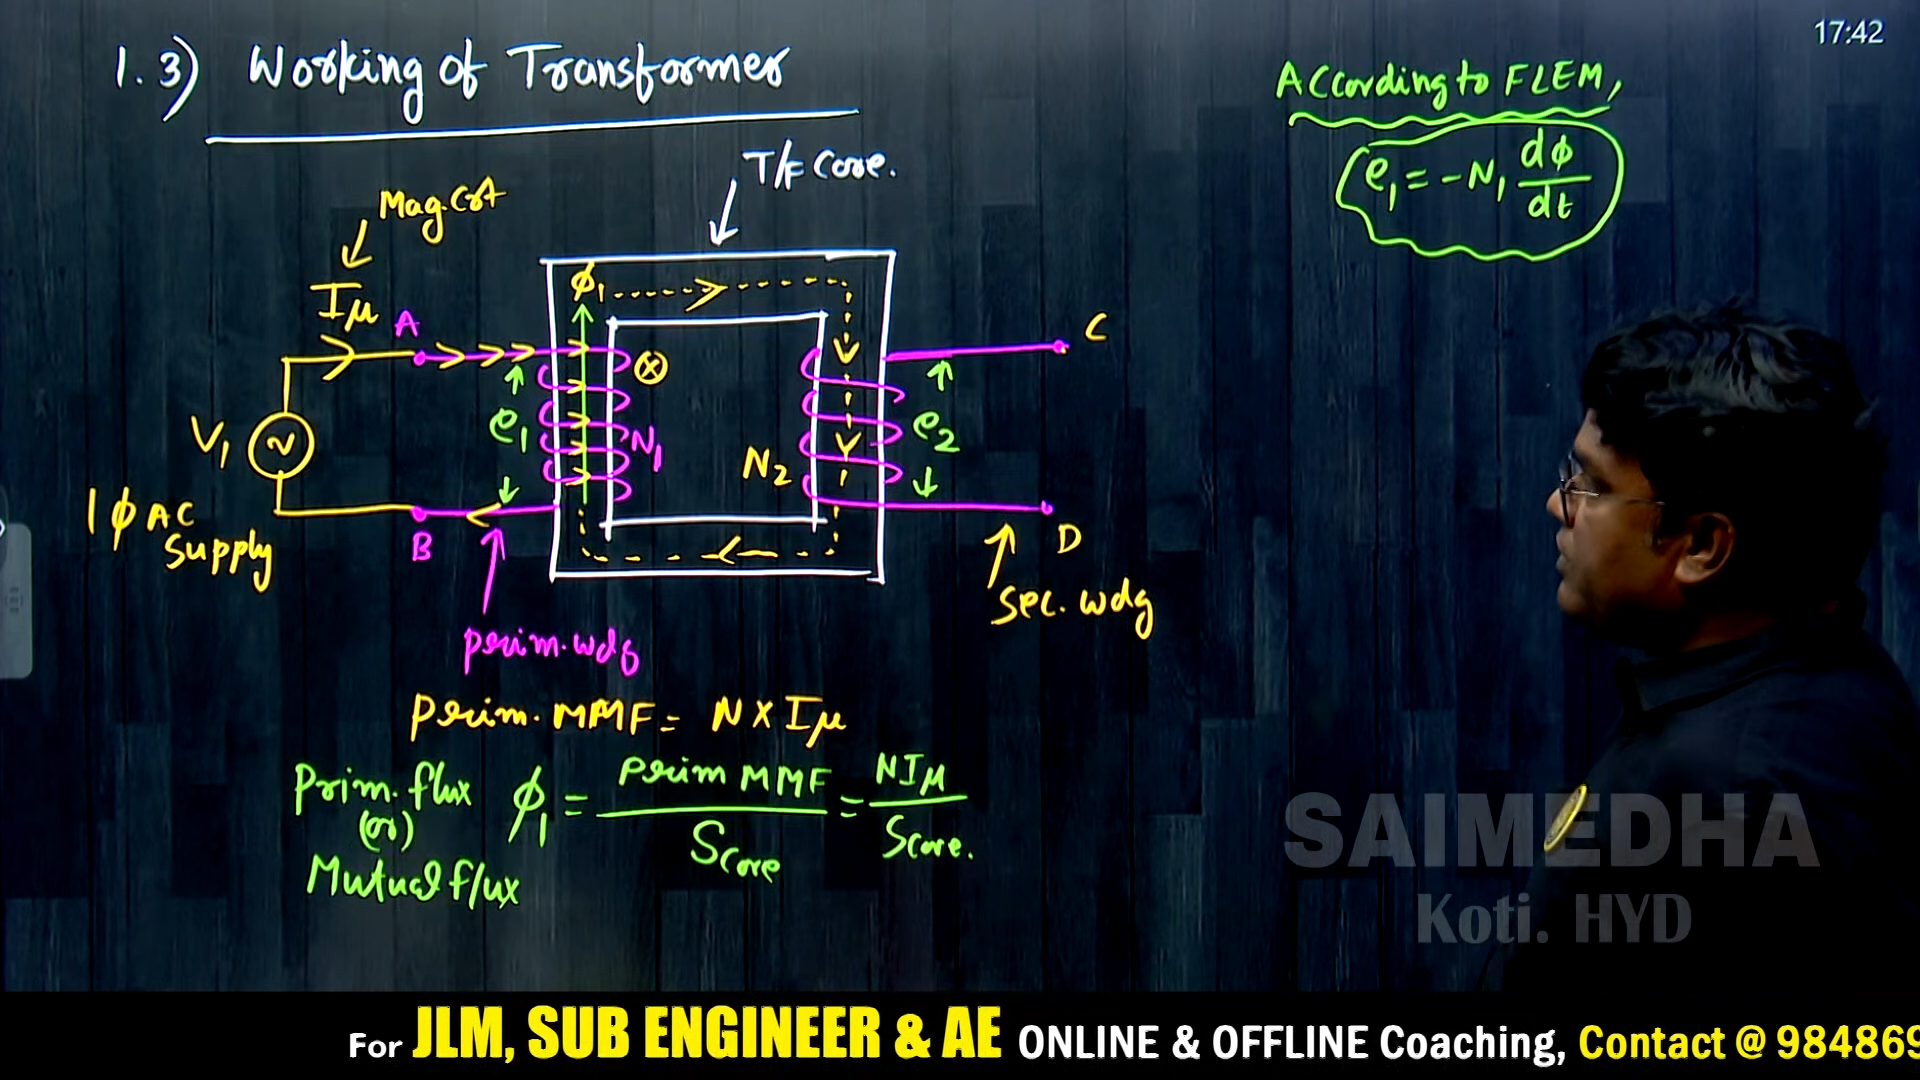 17:42
1.3) Working of Transformer
According to FLEM,
e₁ = -N₁ dϕ/dt
T/F Core.
Mag.Crt
Iμ
A
ϕ₁
C
V₁
e₁
N₁
N₂
e₂
1ϕ AC
Supply
B
D
prim.wdg
Sec. wdg
prim. MMF = N × Iμ
Prim. flux
(or)
Mutual flux
ϕ₁ = prim MMF / Score = NIμ / Score.
SAIMEDHA
Koti. HYD
For JLM, SUB ENGINEER & AE ONLINE & OFFLINE Coaching, Contact @ 984869